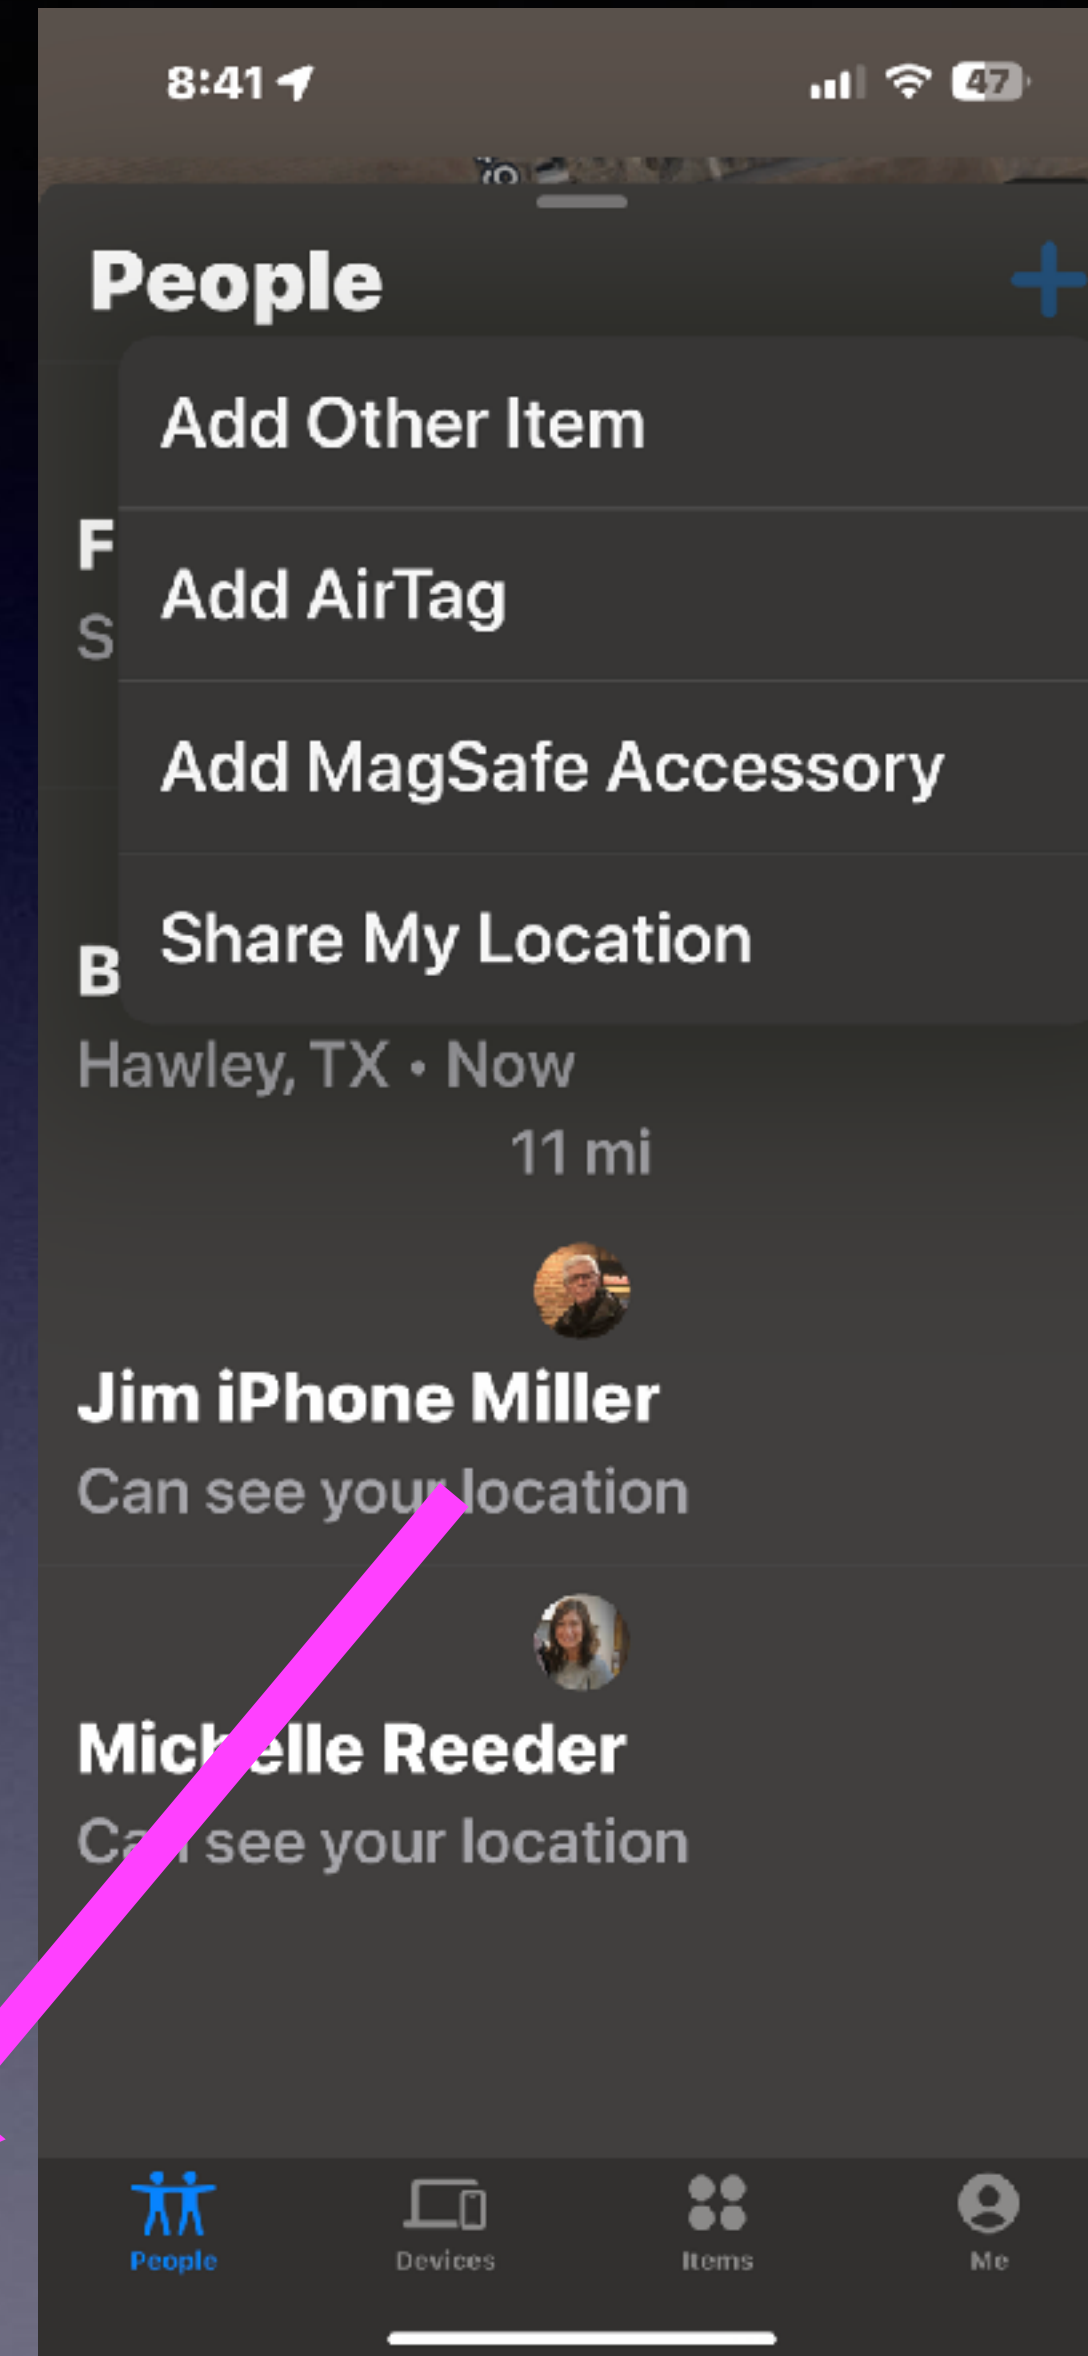 8:41
47
People
Add Other Item
F
Add AirTag
S
Add MagSafe Accessory
Share My Location
B
Hawley, TX • Now
11 mi
Jim iPhone Miller
Can see your location
Michelle Reeder
Can see your location
People Devices Items Me